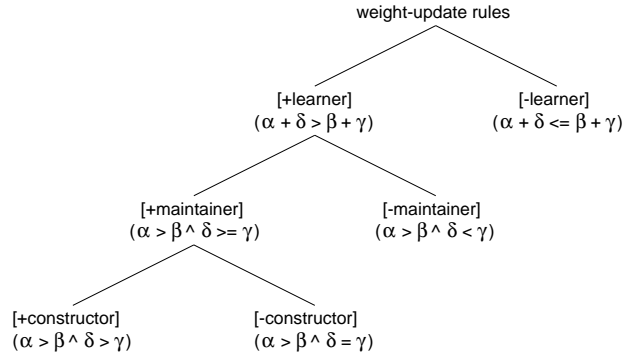 weight-update rules
[+learner] [-learner]
(α + δ > β + γ) (α + δ <= β + γ)
[+maintainer] [-maintainer]
(α > β ^ δ >= γ) (α > β ^ δ < γ)
[+constructor] [-constructor]
(α > β ^ δ > γ) (α > β ^ δ = γ)